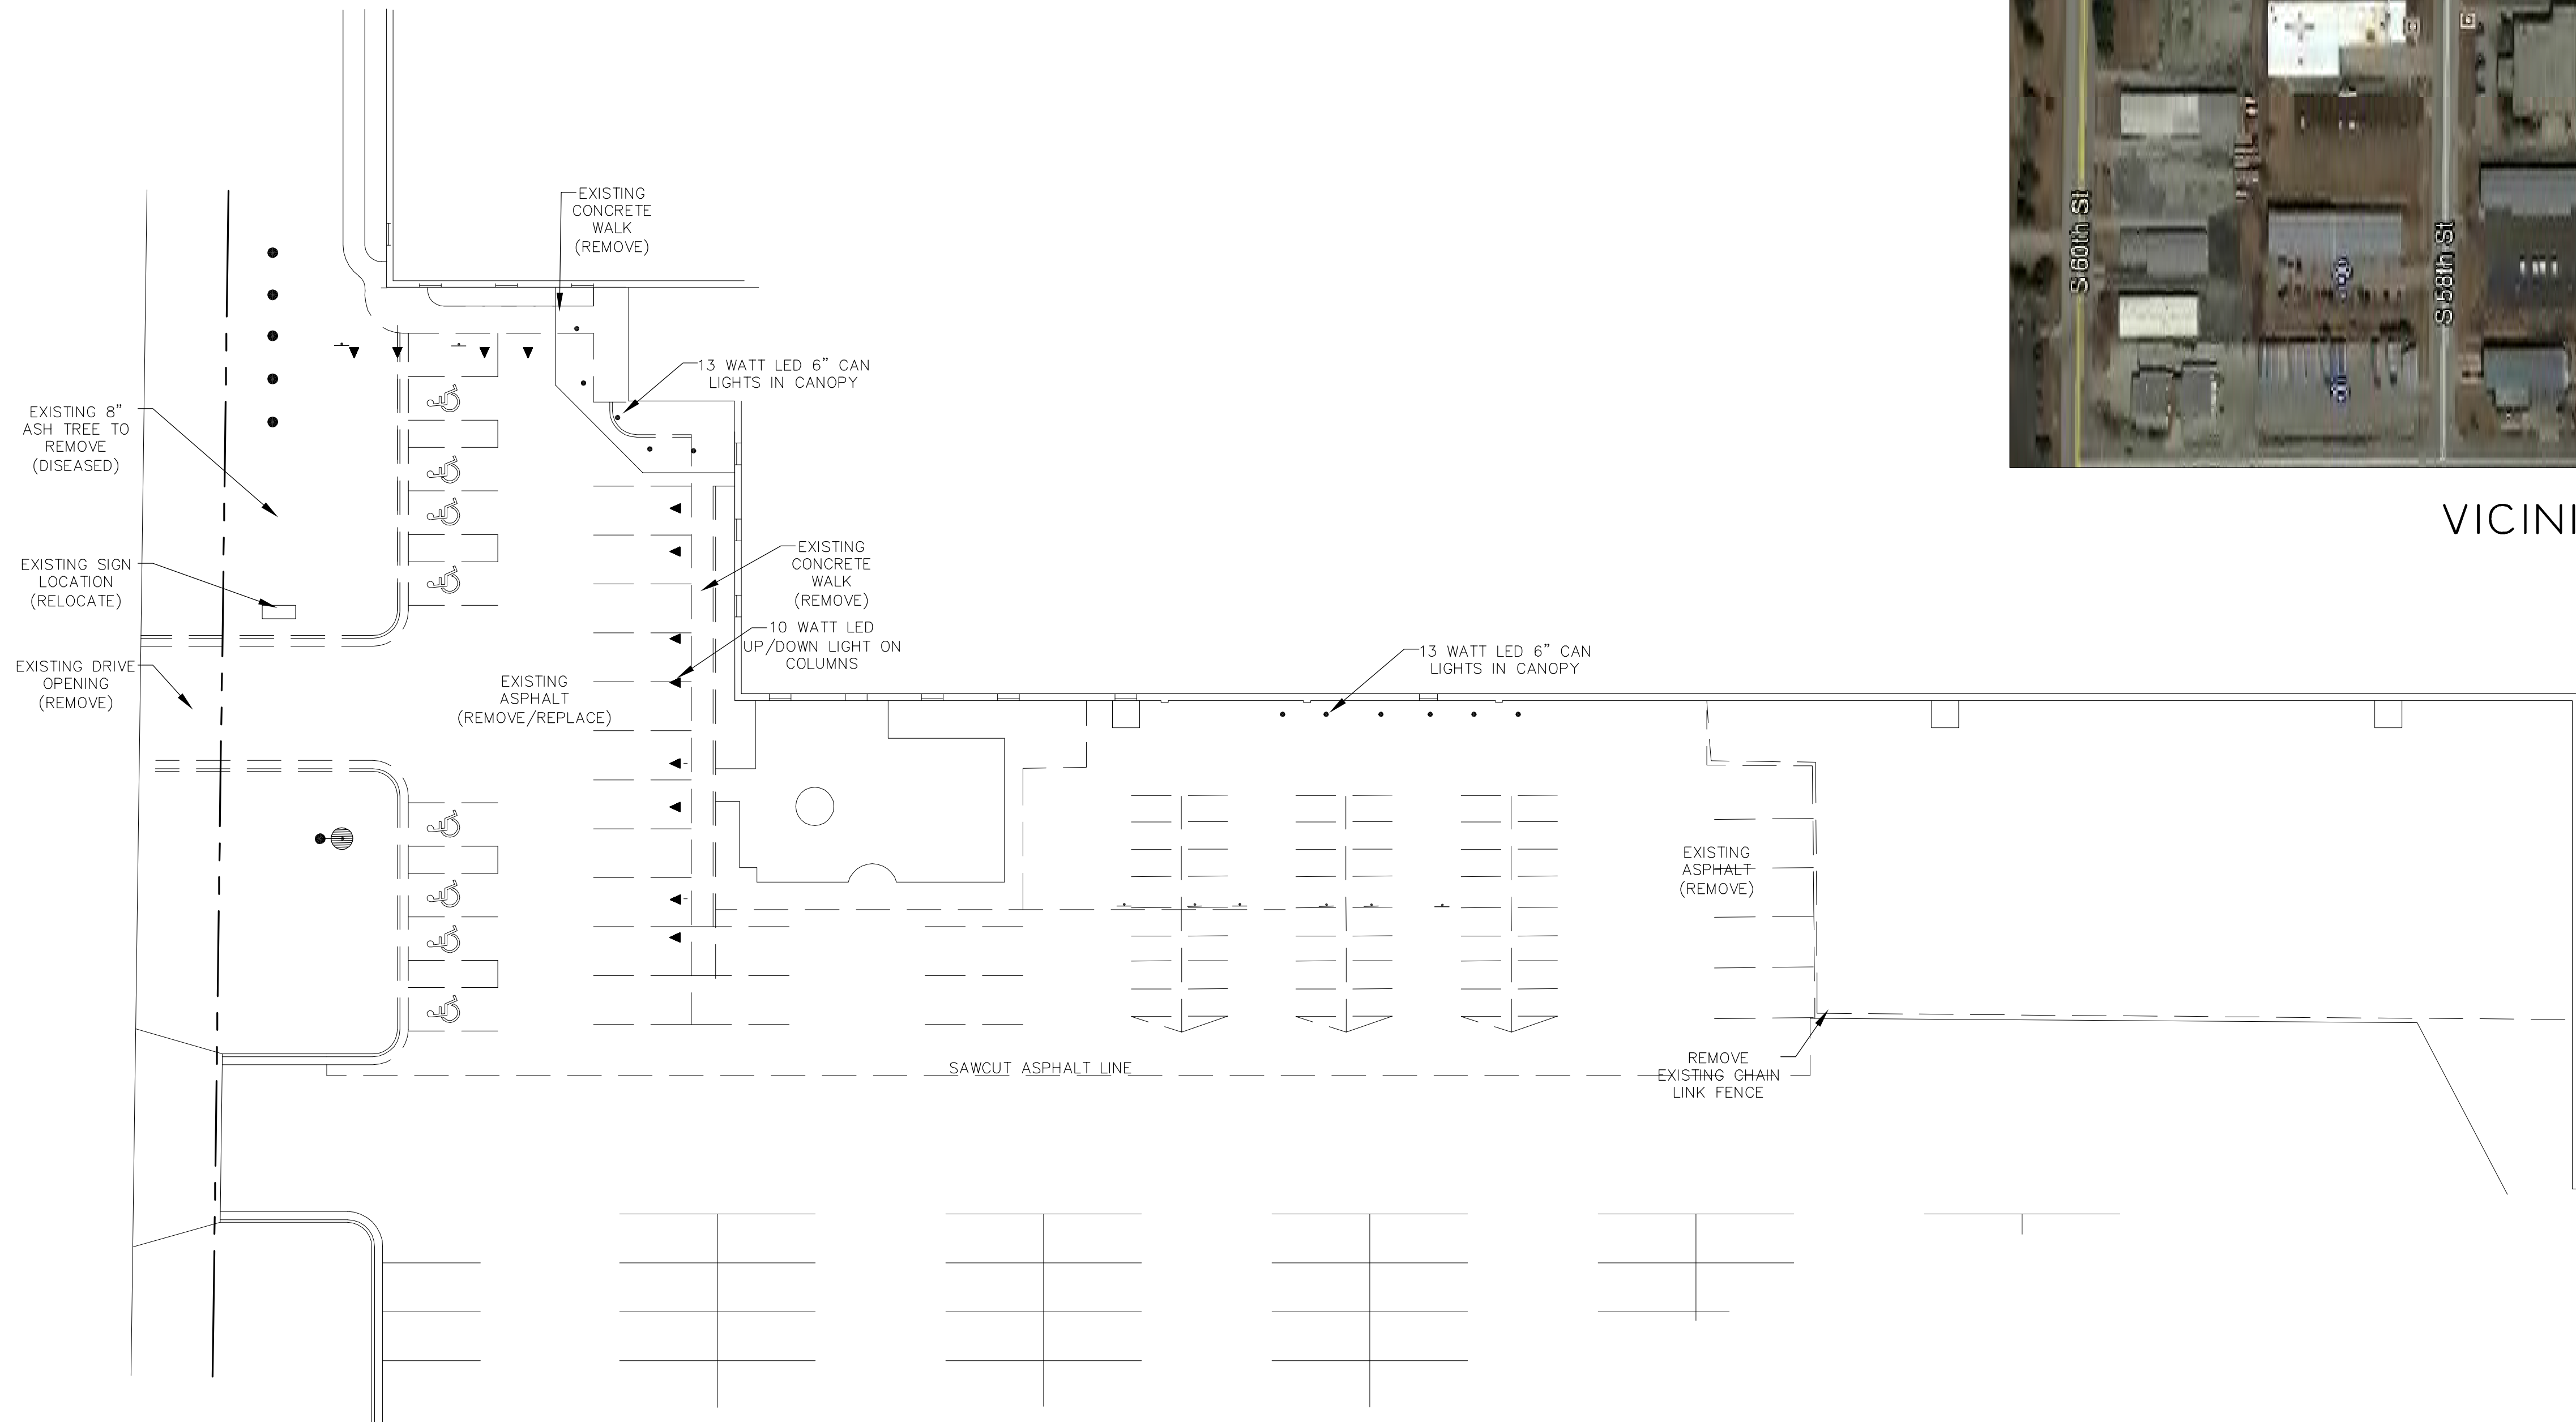 EXISTING
CONCRETE
WALK
(REMOVE)
13 WATT LED 6" CAN
LIGHTS IN CANOPY
EXISTING 8"
ASH TREE TO
REMOVE
(DISEASED)
EXISTING SIGN
LOCATION
(RELOCATE)
EXISTING DRIVE
OPENING
(REMOVE)
EXISTING
CONCRETE
WALK
(REMOVE)
10 WATT LED
UP/DOWN LIGHT ON
COLUMNS
EXISTING
ASPHALT
(REMOVE/REPLACE)
13 WATT LED 6" CAN
LIGHTS IN CANOPY
EXISTING
ASPHALT
(REMOVE)
SAWCUT ASPHALT LINE
REMOVE
EXISTING CHAIN
LINK FENCE
S 60th St
S 58th St
VICINI